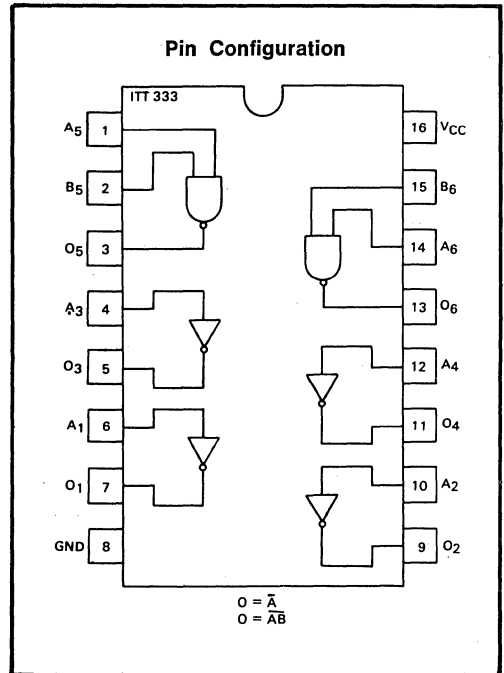 Pin Configuration
ITT 333
A5 1
B5 2
O5 3
A3 4
O3 5
A1 6
O1 7
GND 8
16 VCC
15 B6
14 A6
13 O6
12 A4
11 O4
10 A2
9 O2
O = A̅
O = A̅B̅